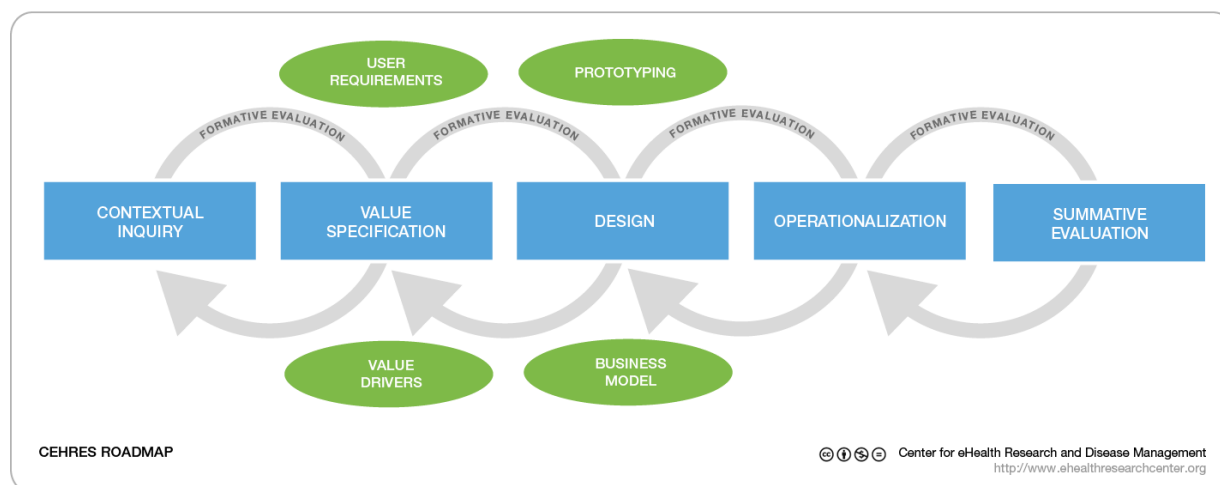 USER
REQUIREMENTS
PROTOTYPING
FORMATIVE EVALUATION
FORMATIVE EVALUATION
FORMATIVE EVALUATION
FORMATIVE EVALUATION
CONTEXTUAL
INQUIRY
VALUE
SPECIFICATION
DESIGN
OPERATIONALIZATION
SUMMATIVE
EVALUATION
VALUE
DRIVERS
BUSINESS
MODEL
CEHRES ROADMAP
cc Center for eHealth Research and Disease Management
http://www.ehealthresearchcenter.org